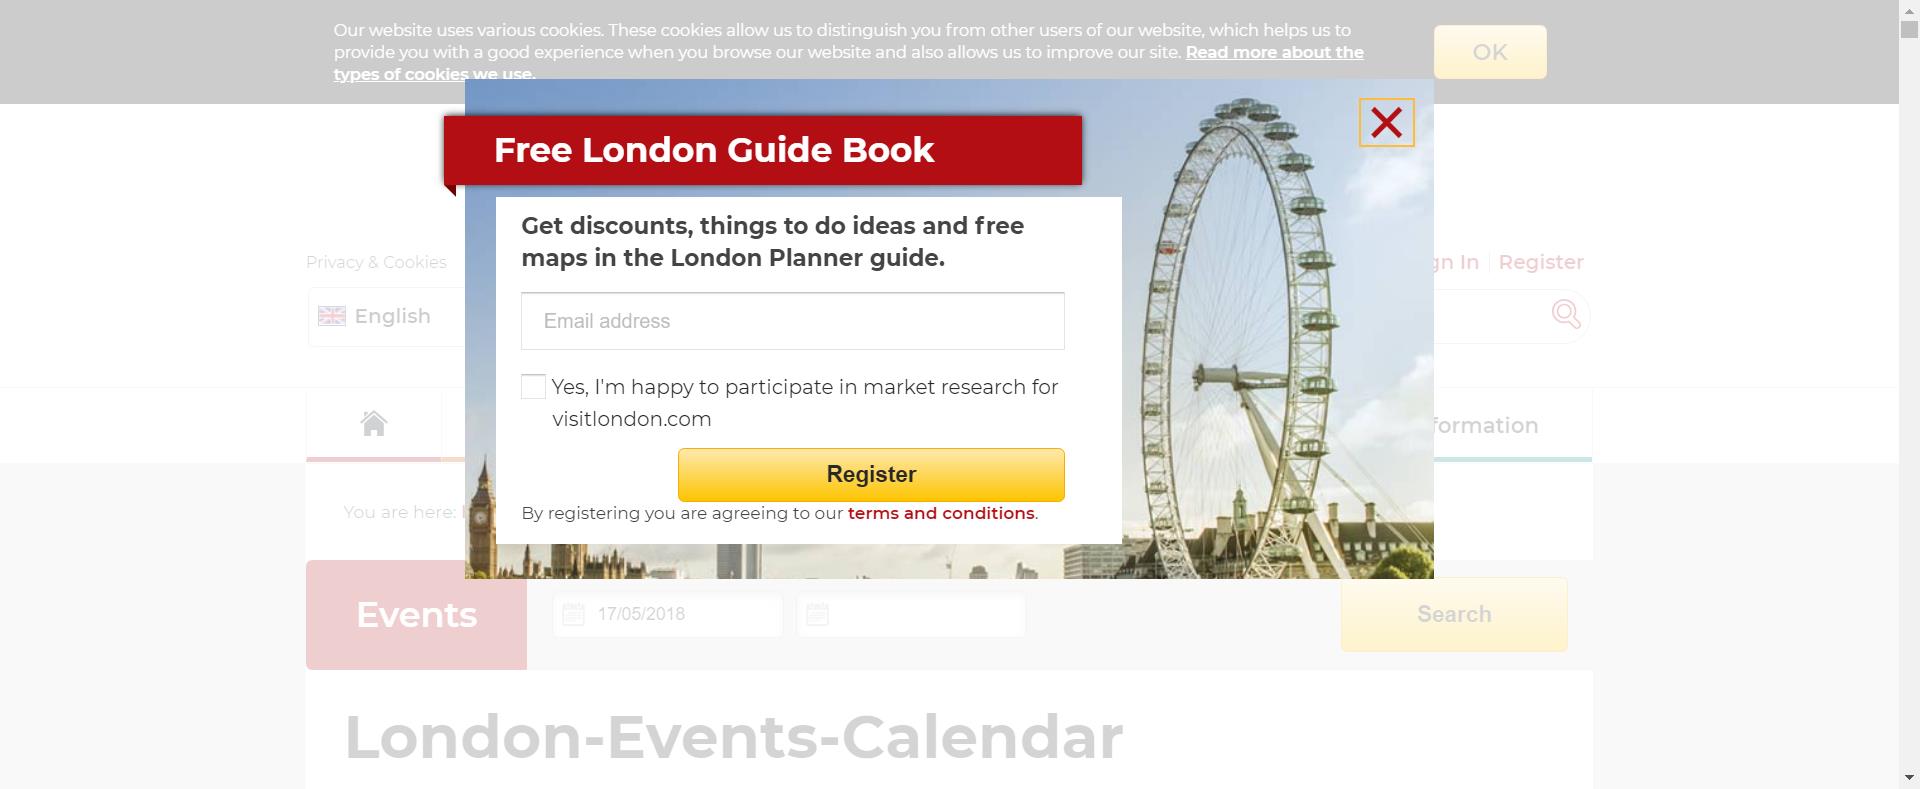 Our website uses various cookies. These cookies allow us to distinguish you from other users of our website, which helps us to
provide you with a good experience when you browse our website and also allows us to improve our site. Read more about the
types of cookies we use.
OK
Free London Guide Book
Get discounts, things to do ideas and free
maps in the London Planner guide.
Privacy & Cookies
gn In
Register
English
Email address
Yes, I'm happy to participate in market research for
visitlondon.com
formation
Register
You are here:
By registering you are agreeing to our terms and conditions.
Events
17/05/2018
Search
London-Events-Calendar